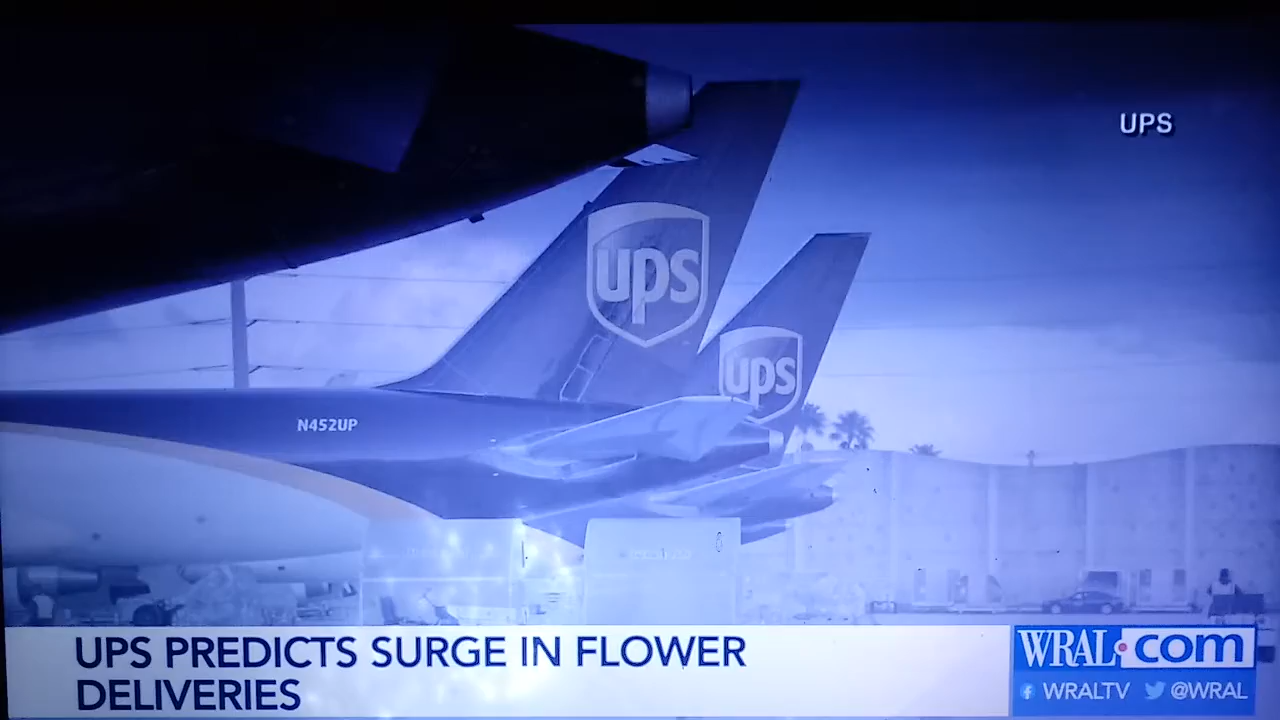 UPS
ups
ups
N452UP
UPS PREDICTS SURGE IN FLOWER
DELIVERIES
WRAL.com
f WRALTV @WRAL